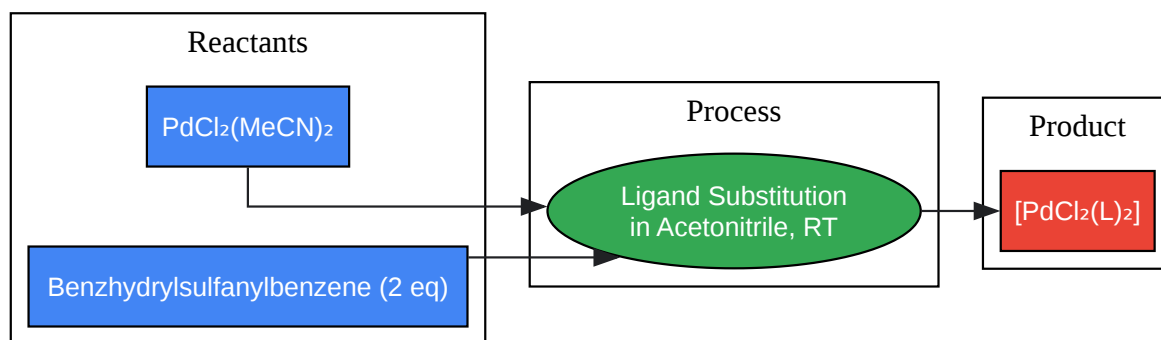 Reactants
PdCl₂(MeCN)₂
Benzhydrylsulfanylbenzene (2 eq)
Process
Ligand Substitution
in Acetonitrile, RT
Product
[PdCl₂(L)₂]